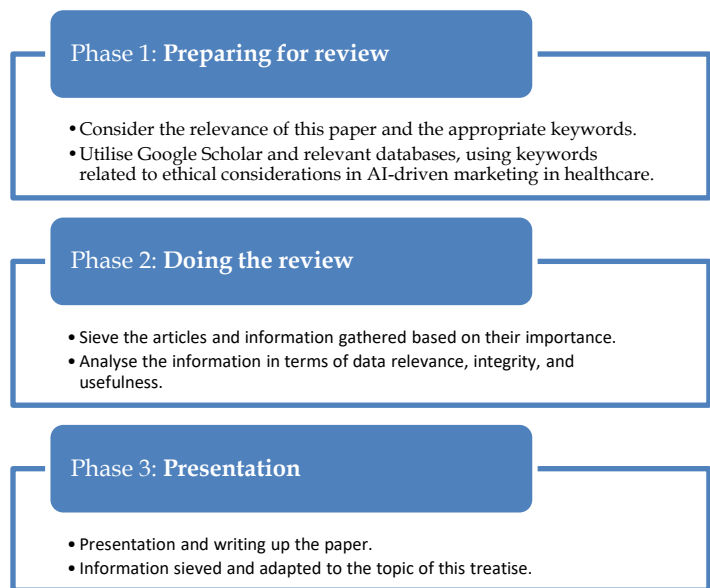 Phase 1: Preparing for review
•Consider the relevance of this paper and the appropriate keywords.
•Utilise Google Scholar and relevant databases, using keywords
related to ethical considerations in AI-driven marketing in healthcare.
Phase 2: Doing the review
• Sieve the articles and information gathered based on their importance.
• Analyse the information in terms of data relevance, integrity, and
usefulness.
Phase 3: Presentation
• Presentation and writing up the paper.
• Information sieved and adapted to the topic of this treatise.